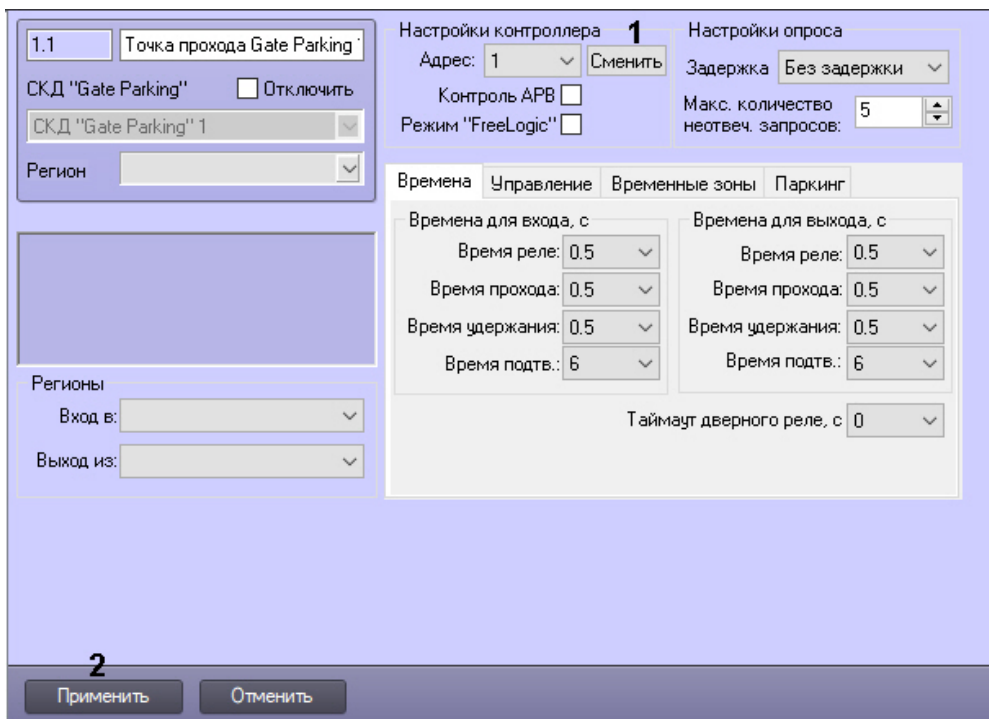 1.1
Точка прохода Gate Parking 1
СКД "Gate Parking"
Отключить
СКД "Gate Parking" 1
Регион
Регионы
Вход в:
Выход из:
Настройки контроллера
1
Адрес: 1
Сменить
Контроль APB
Режим "FreeLogic"
Настройки опроса
Задержка Без задержки
Макс. количество
неотвеч. запросов: 5
Времена Управление Временные зоны Паркинг
Времена для входа, с
Время реле: 0.5
Время прохода: 0.5
Время удержания: 0.5
Время подтв.: 6
Времена для выхода, с
Время реле: 0.5
Время прохода: 0.5
Время удержания: 0.5
Время подтв.: 6
Таймаут дверного реле, с 0
2
Применить
Отменить